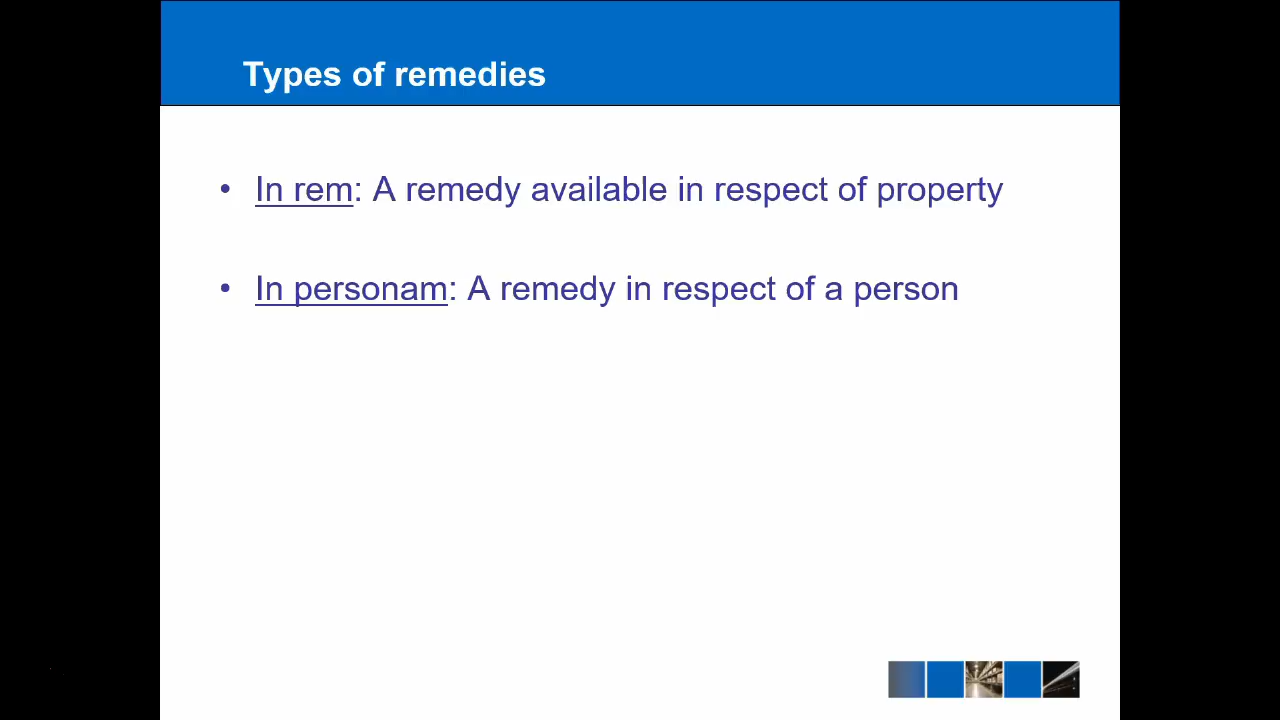 Types of remedies
• In rem: A remedy available in respect of property
• In personam: A remedy in respect of a person